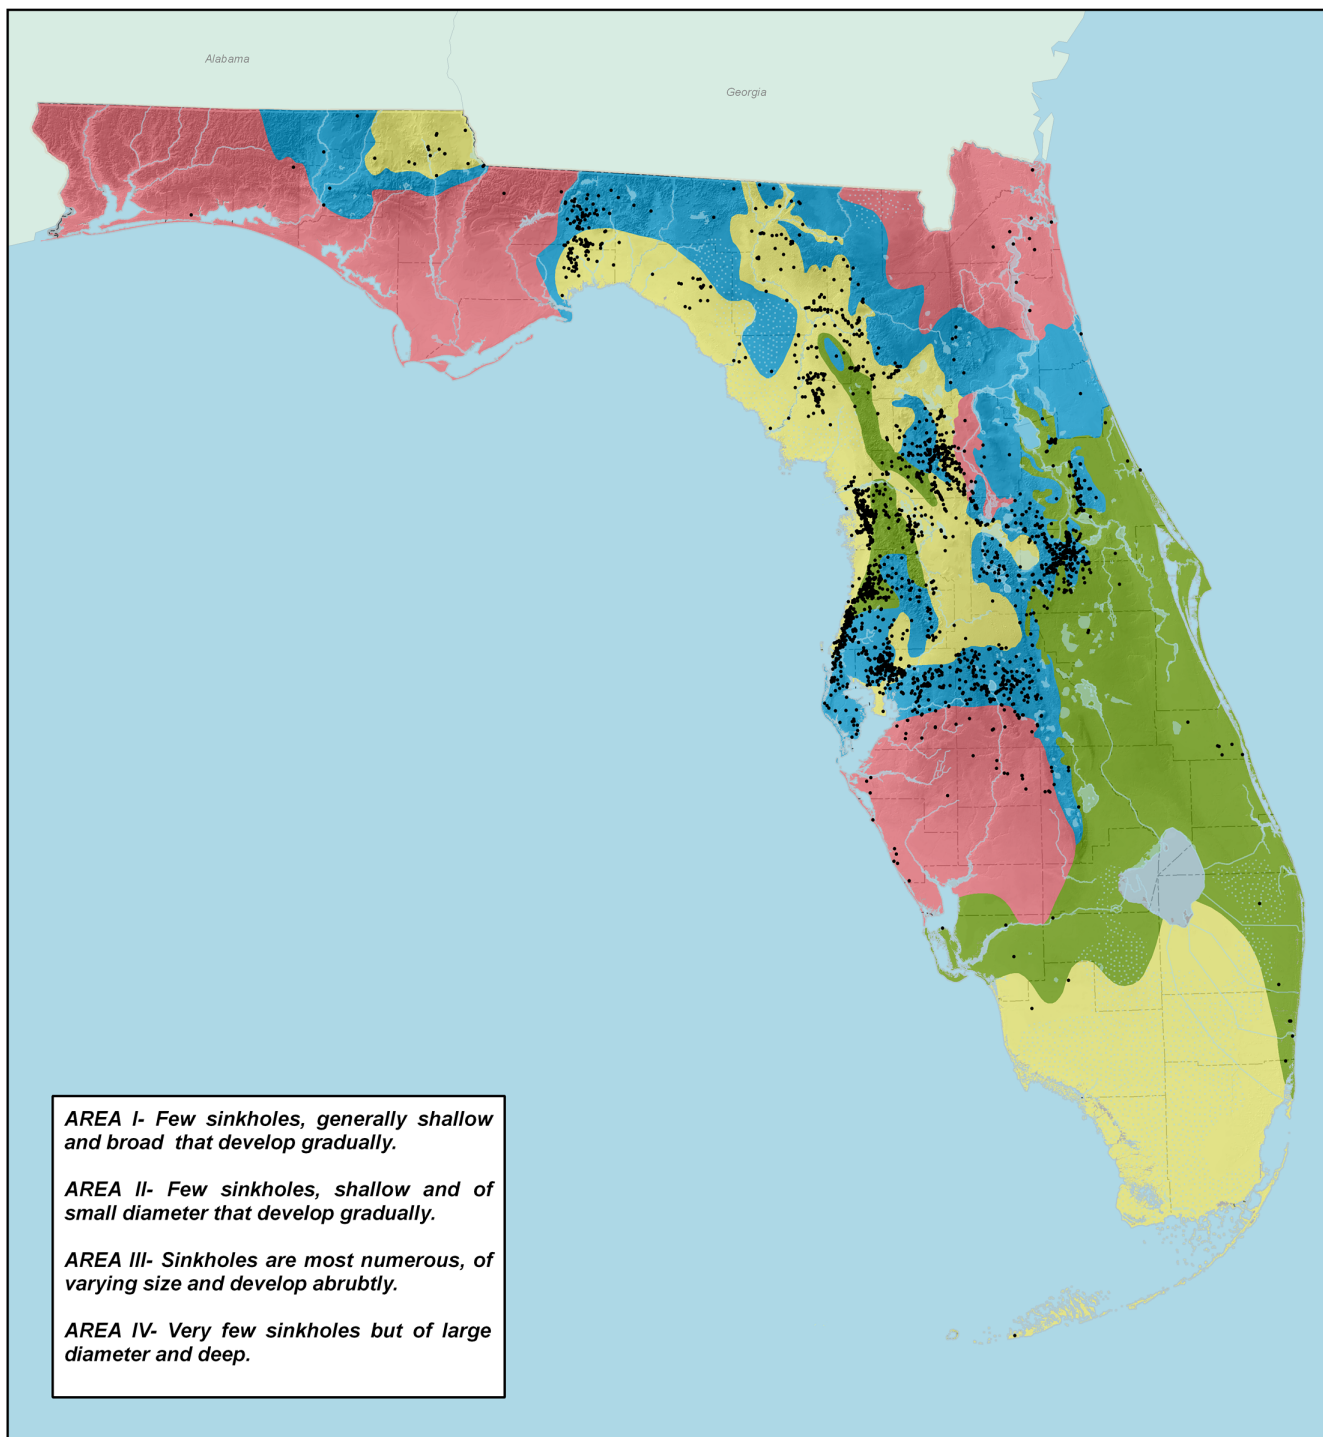 Alabama
Georgia
AREA I- Few sinkholes, generally shallow
and broad that develop gradually.
AREA II- Few sinkholes, shallow and of
small diameter that develop gradually.
AREA III- Sinkholes are most numerous, of
varying size and develop abrubtly.
AREA IV- Very few sinkholes but of large
diameter and deep.